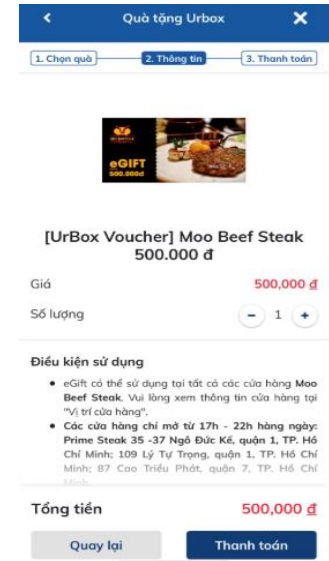 Quà tặng Urbox
1. Chọn quà
2. Thông tin
3. Thanh toán
eGIFT
500.000đ
[UrBox Voucher] Moo Beef Steak
500.000 đ
Giá
500,000 đ
Số lượng
1
Điều kiện sử dụng
eGift có thể sử dụng tại tất cả các cửa hàng Moo
Beef Steak. Vui lòng xem thông tin cửa hàng tại
"Vị trí cửa hàng".
Các cửa hàng chỉ mở từ 17h - 22h hàng ngày:
Prime Steak 35 -37 Ngô Đức Kế, quận 1, TP. Hồ
Chí Minh; 109 Lý Tự Trọng, quận 1, TP. Hồ Chí
Minh; 87 Cao Triều Phát, quận 7, TP. Hồ Chí
Minh
Tổng tiền
500,000 đ
Quay lại
Thanh toán